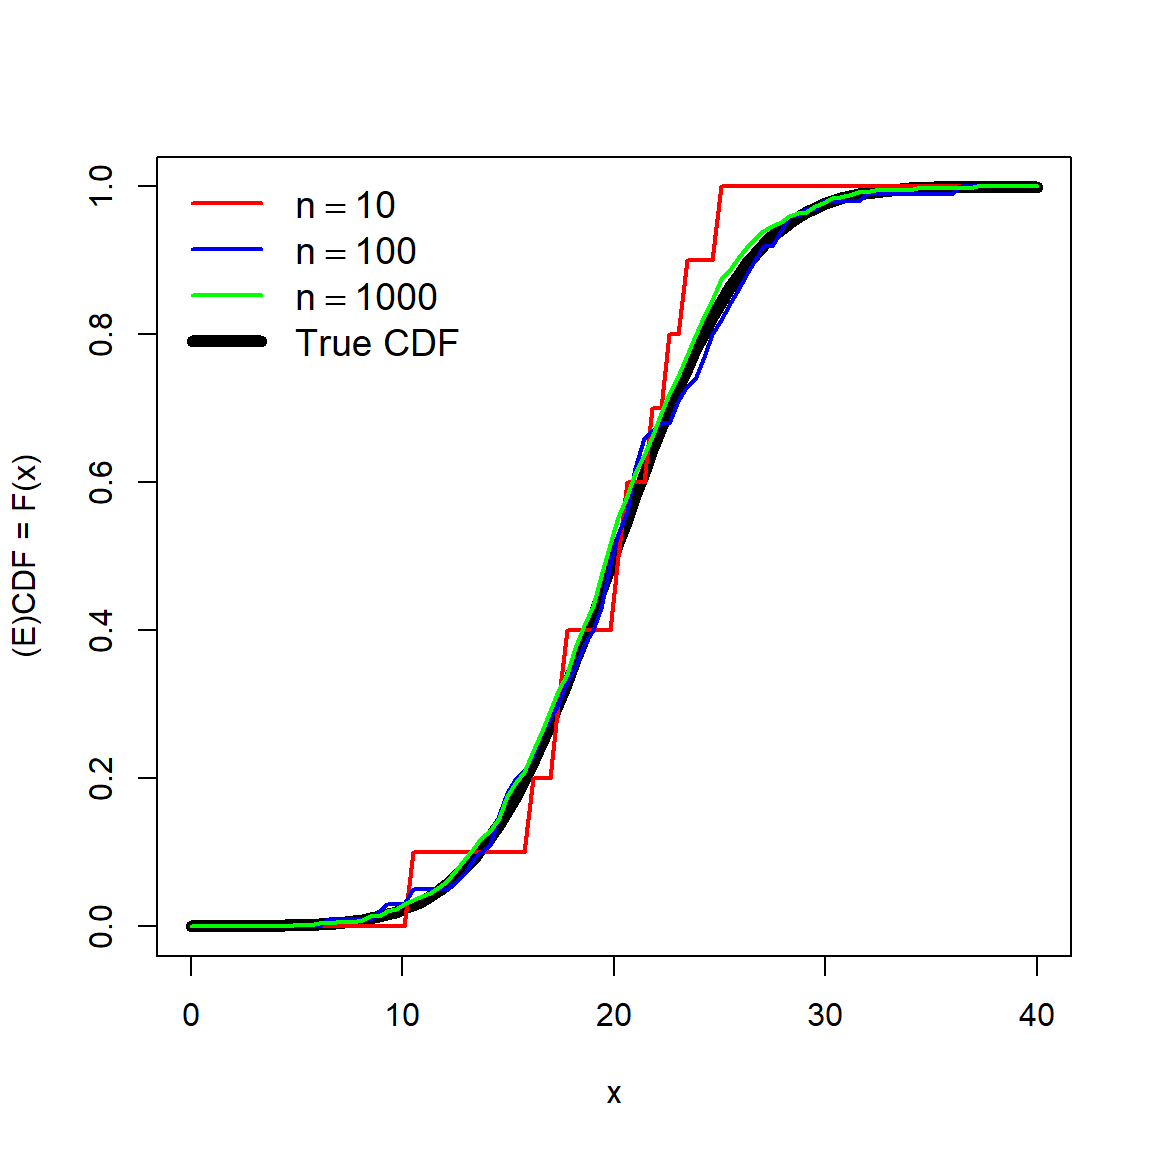 n = 10
n = 100
n = 1000
True CDF
(E)CDF = F(x)
1.0
0.8
0.6
0.4
0.2
0.0
0 10 20 30 40
x